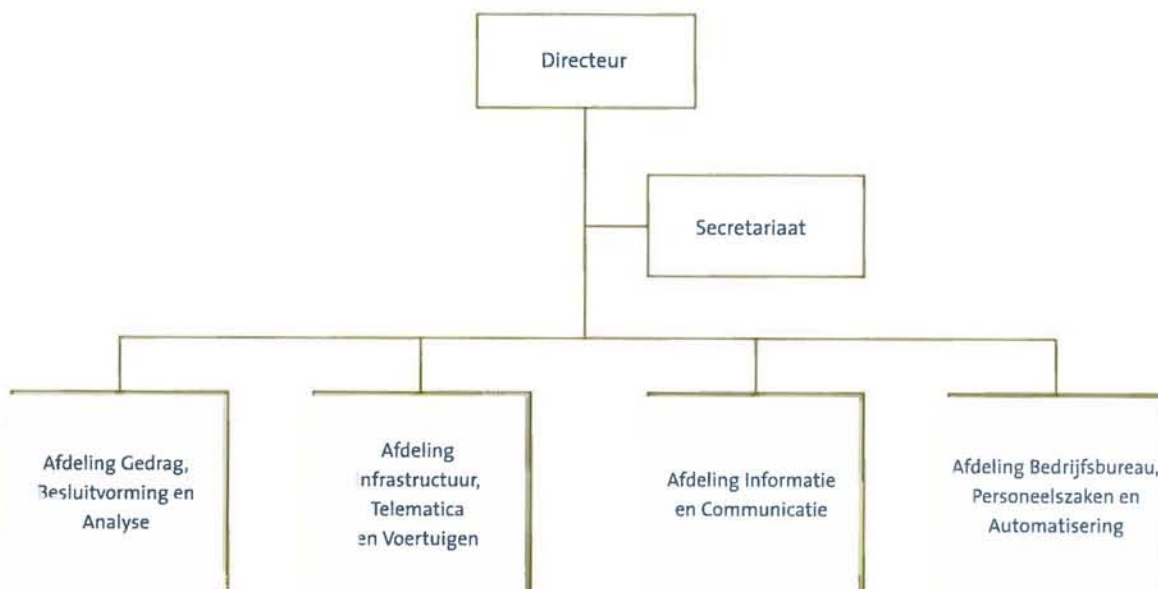 Directeur
Secretariaat
Afdeling Gedrag,
Besluitvorming en
Analyse
Afdeling
Infrastructuur,
Telematica
en Voertuigen
Afdeling Informatie
en Communicatie
Afdeling Bedrijfsbureau,
Personeelszaken en
Automatisering